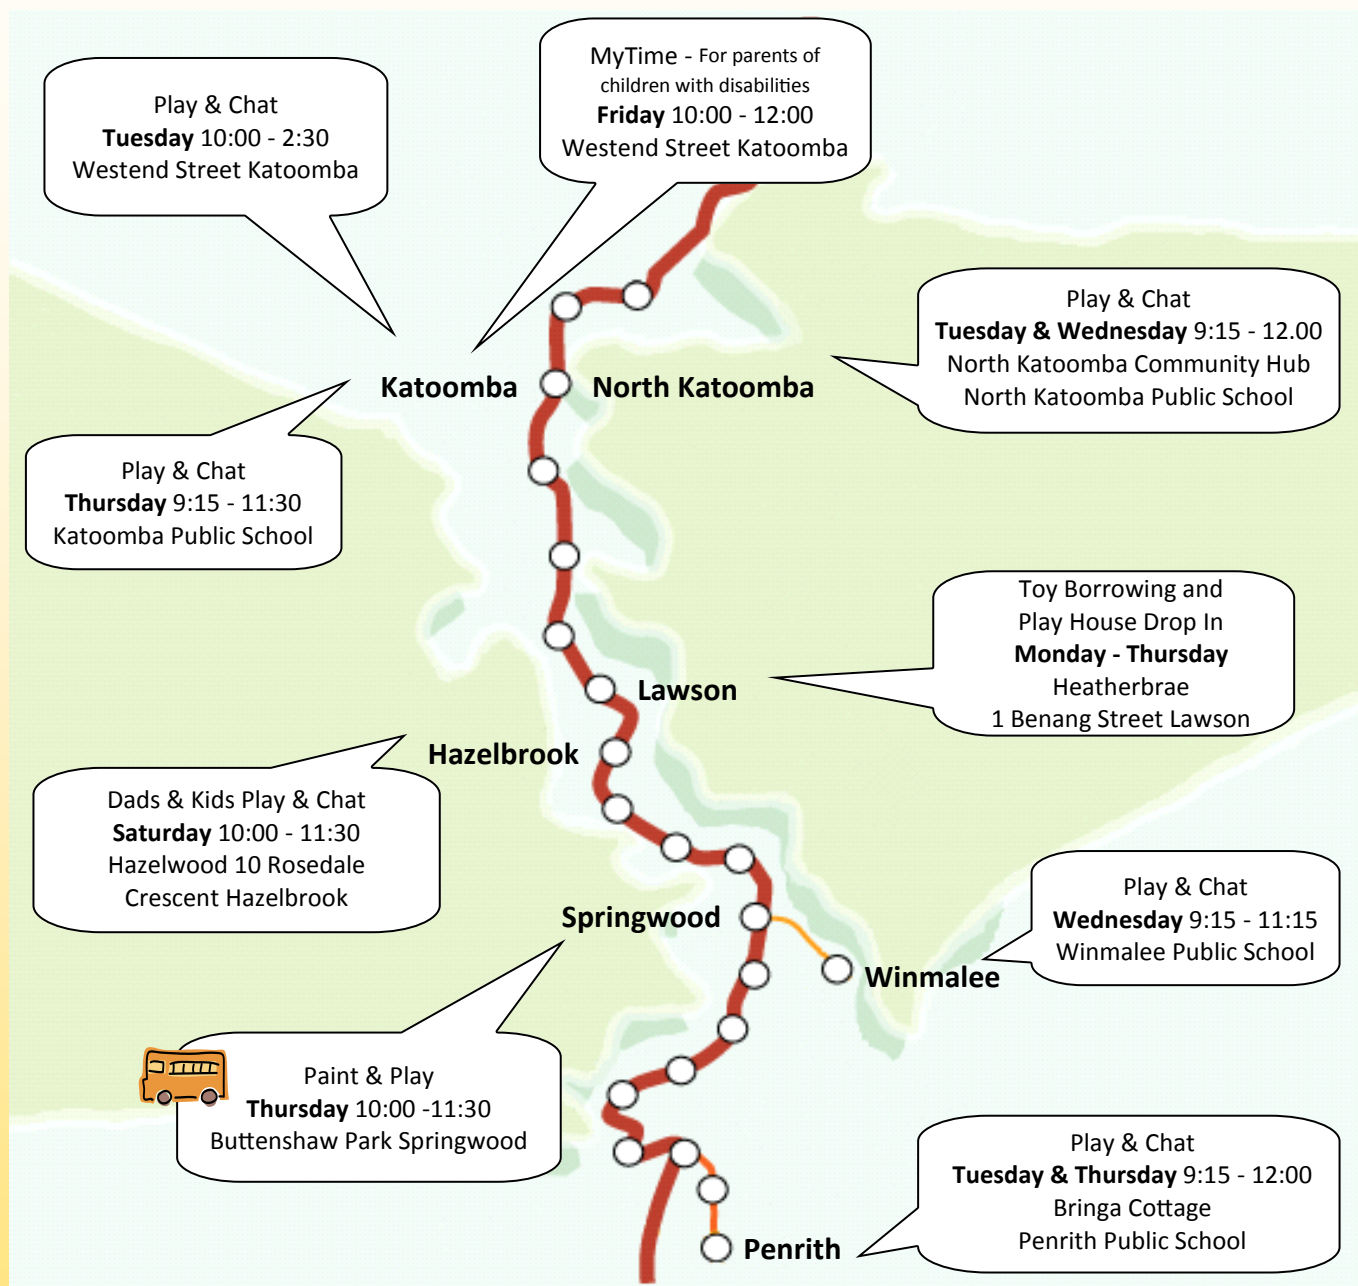 Play & Chat
Tuesday 10:00 - 2:30
Westend Street Katoomba
MyTime - For parents of
children with disabilities
Friday 10:00 - 12:00
Westend Street Katoomba
Play & Chat
Tuesday & Wednesday 9:15 - 12.00
North Katoomba Community Hub
North Katoomba Public School
Katoomba
North Katoomba
Play & Chat
Thursday 9:15 - 11:30
Katoomba Public School
Toy Borrowing and
Play House Drop In
Monday - Thursday
Heatherbrae
1 Benang Street Lawson
Lawson
Hazelbrook
Dads & Kids Play & Chat
Saturday 10:00 - 11:30
Hazelwood 10 Rosedale
Crescent Hazelbrook
Springwood
Play & Chat
Wednesday 9:15 - 11:15
Winmalee Public School
Winmalee
Paint & Play
Thursday 10:00 -11:30
Buttenshaw Park Springwood
Play & Chat
Tuesday & Thursday 9:15 - 12:00
Bringa Cottage
Penrith Public School
Penrith